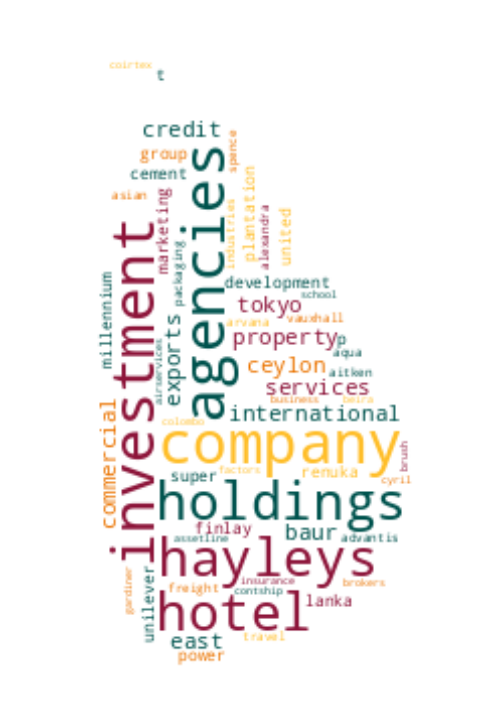 coirtex
t
credit
group
spence
cement
agencies
asian
marketing
plantation
industries
alexandra
united
investment
packaging
millennium
development
school
tokyo
exports
arvana
vauxhall
property
p
airservices
aqua
ceylon
aitken
services
business
beira
commercial
international
colombo
company
brush
super
factors
renuka
cyril
holdings
finlay
baur
assetline
advantis
hayleys
gardiner
unilever
freight
insurance
brokers
contship
hotel
lanka
east
travel
power